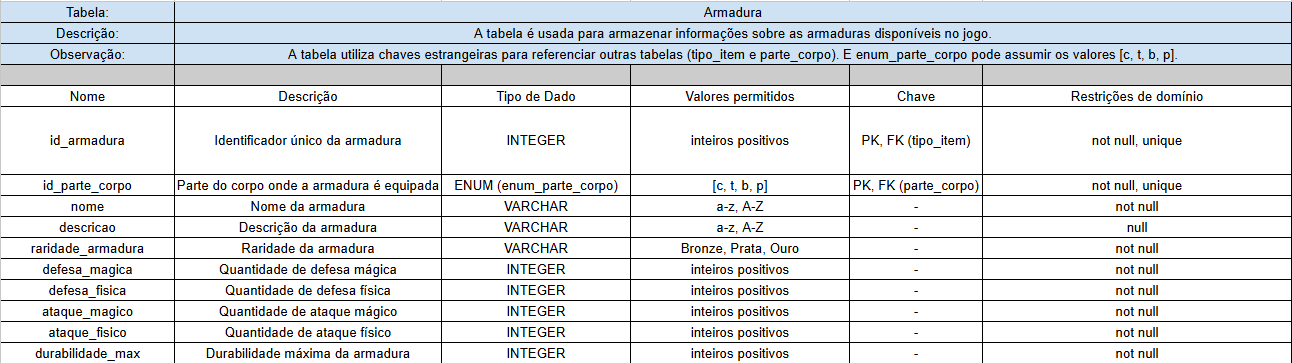 Tabela: Armadura
Descrição: A tabela é usada para armazenar informações sobre as armaduras disponíveis no jogo.
Observação: A tabela utiliza chaves estrangeiras para referenciar outras tabelas (tipo_item e parte_corpo). E enum_parte_corpo pode assumir os valores [c, t, b, p].
Nome Descrição Tipo de Dado Valores permitidos Chave Restrições de domínio
id_armadura Identificador único da armadura INTEGER inteiros positivos PK, FK (tipo_item) not null, unique
id_parte_corpo Parte do corpo onde a armadura é equipada ENUM (enum_parte_corpo) [c, t, b, p] PK, FK (parte_corpo) not null, unique
nome Nome da armadura VARCHAR a-z, A-Z - not null
descricao Descrição da armadura VARCHAR a-z, A-Z - null
raridade_armadura Raridade da armadura VARCHAR Bronze, Prata, Ouro - not null
defesa_magica Quantidade de defesa mágica INTEGER inteiros positivos - not null
defesa_fisica Quantidade de defesa física INTEGER inteiros positivos - not null
ataque_magico Quantidade de ataque mágico INTEGER inteiros positivos - not null
ataque_fisico Quantidade de ataque físico INTEGER inteiros positivos - not null
durabilidade_max Durabilidade máxima da armadura INTEGER inteiros positivos - not null